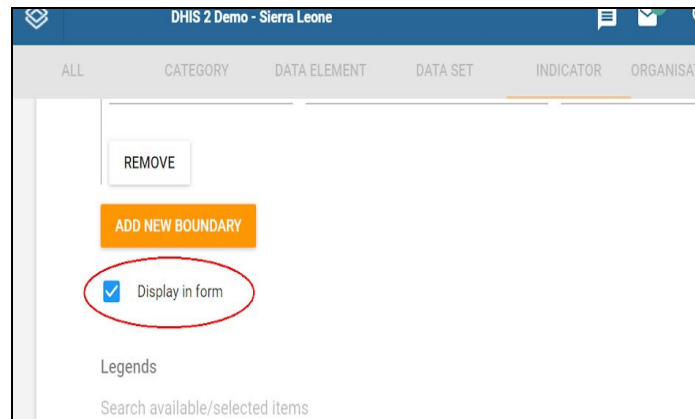 DHIS 2 Demo - Sierra Leone
ALL CATEGORY DATA ELEMENT DATA SET INDICATOR ORGANISAT
REMOVE
ADD NEW BOUNDARY
Display in form
Legends
Search available/selected items